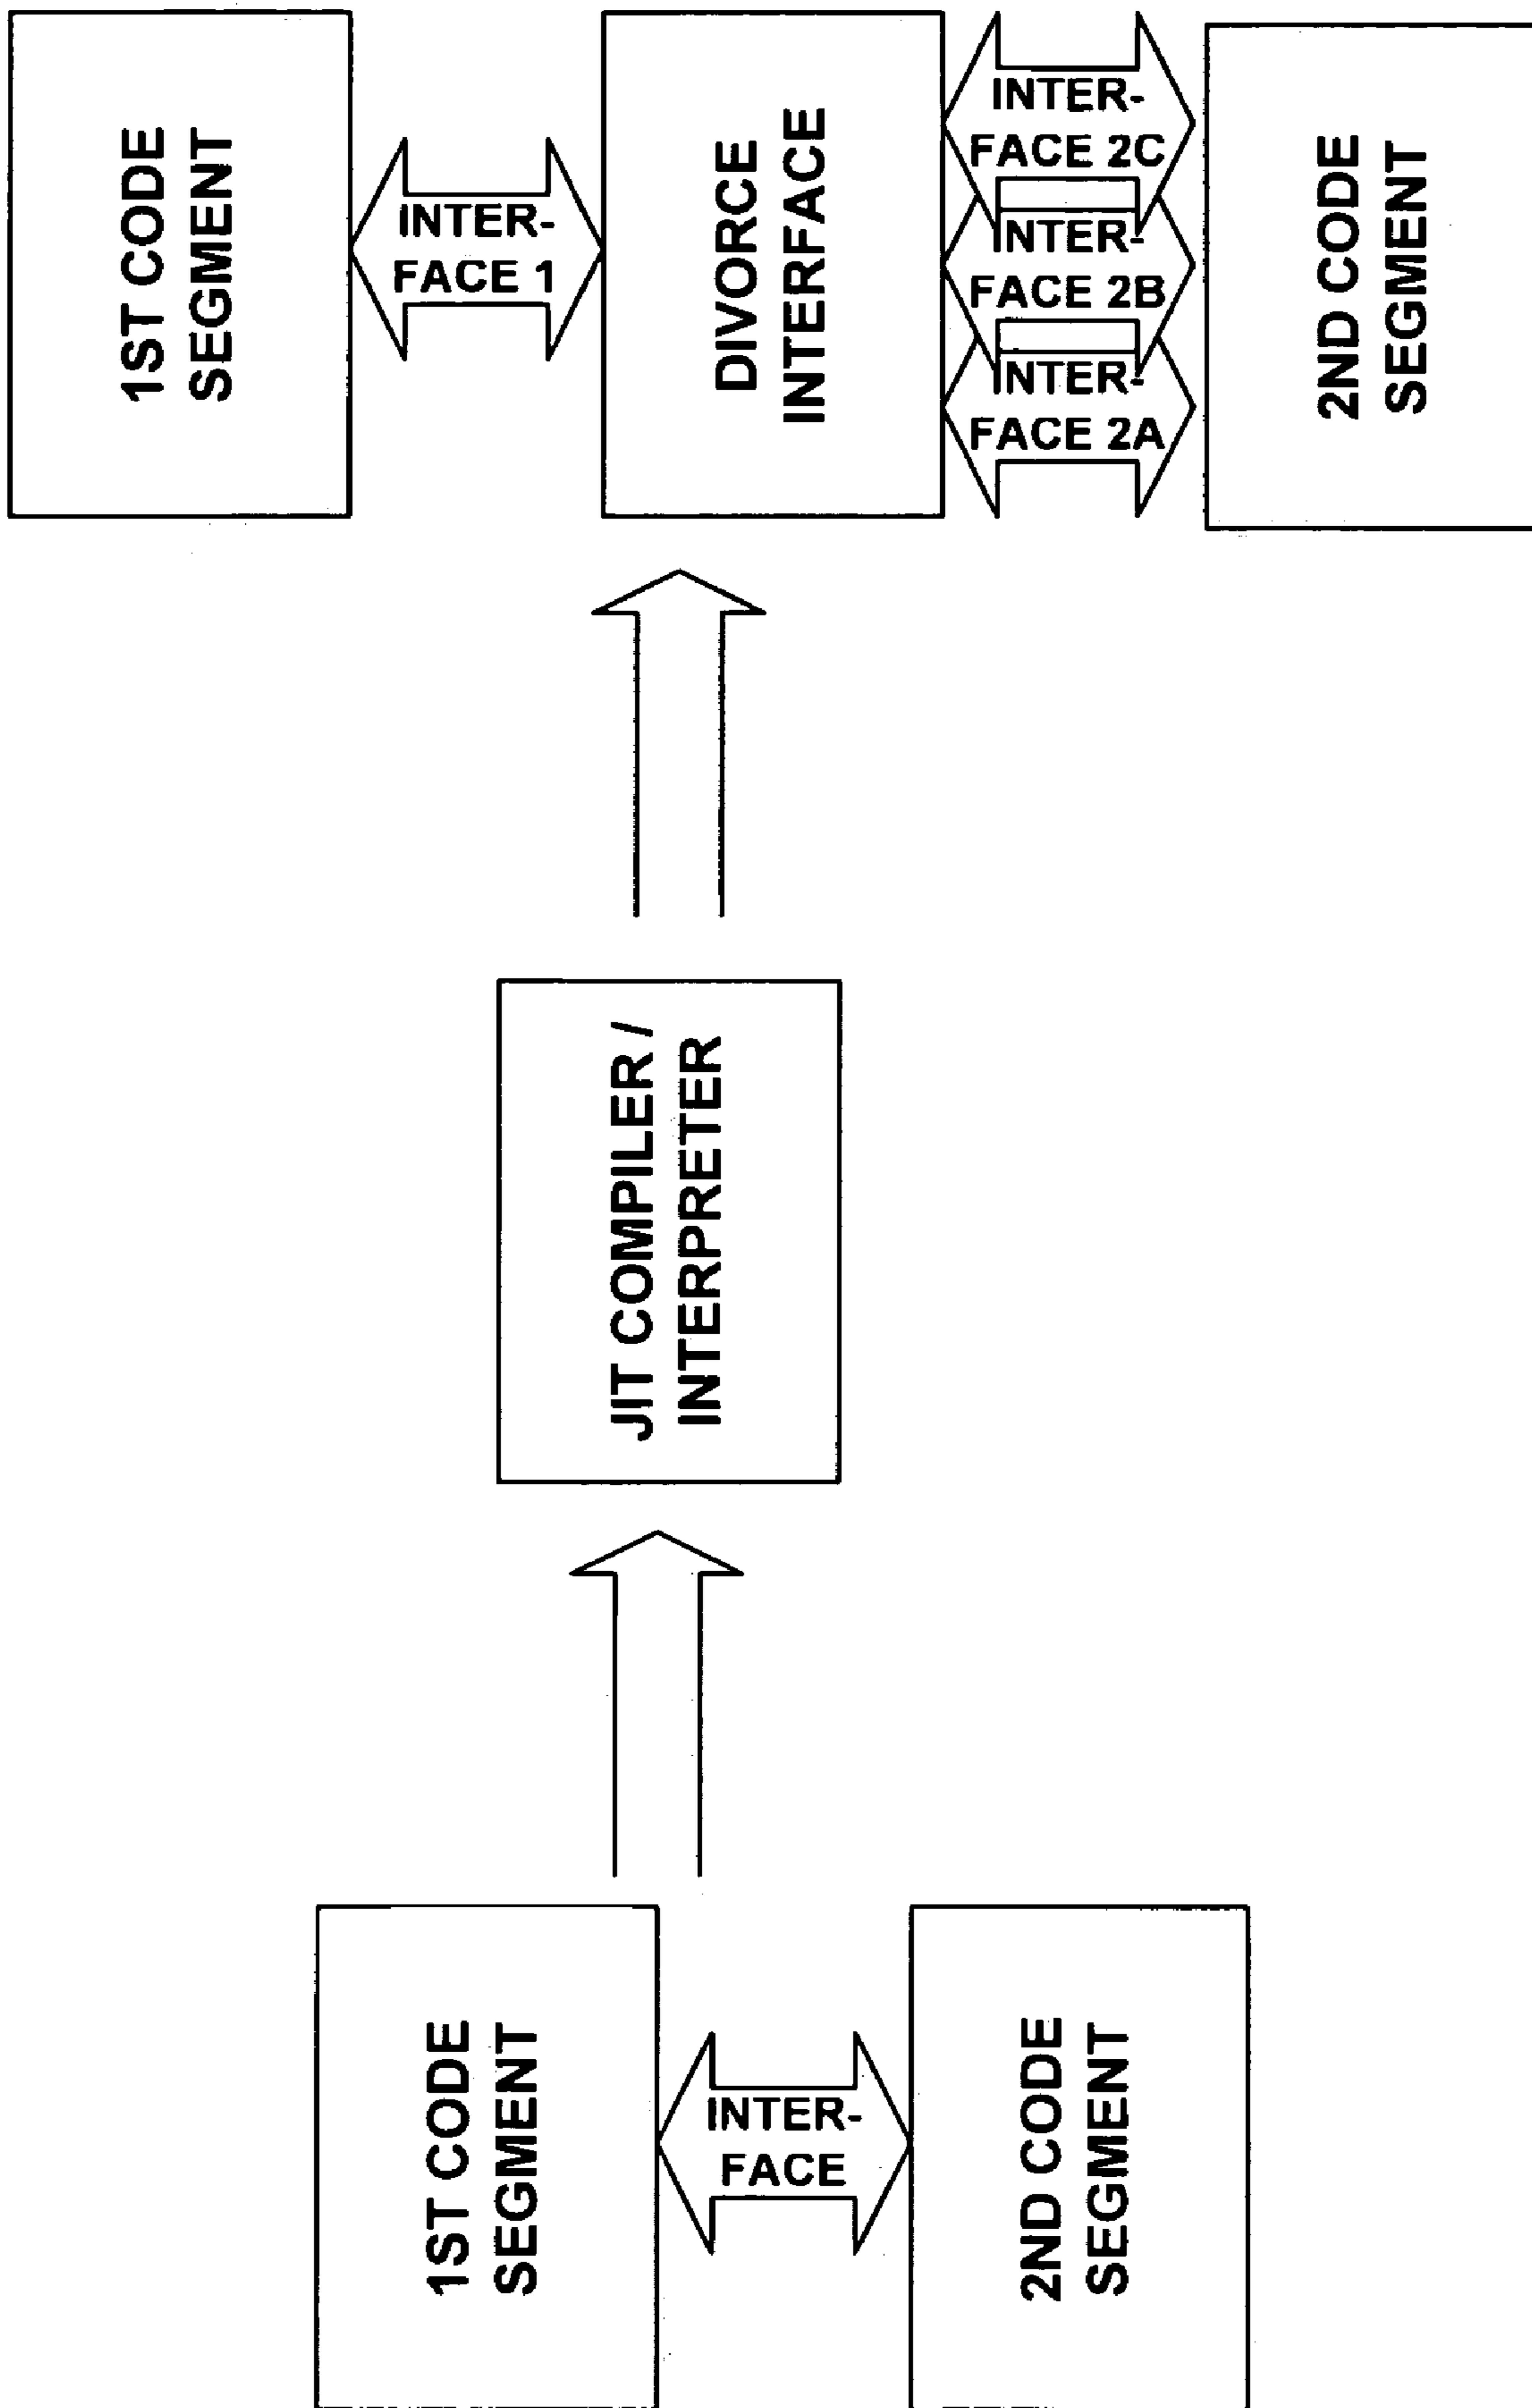 1ST CODE
SEGMENT
INTER-
FACE
2ND CODE
SEGMENT
JIT COMPILER /
INTERPRETER
1ST CODE
SEGMENT
INTER-
FACE 1
DIVORCE
INTERFACE
INTER-
FACE 2A
INTER-
FACE 2B
INTER-
FACE 2C
2ND CODE
SEGMENT